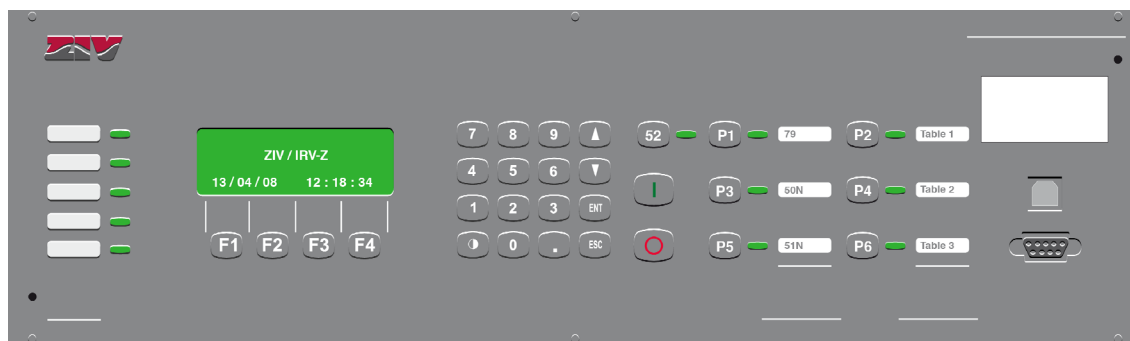 ZIV
ZIV / IRV-Z
13 / 04 / 08 12 : 18 : 34
F1 F2 F3 F4
7 8 9
4 5 6
1 2 3 ENT
0 . ESC
52 P1 79 P2 Table 1
P3 50N P4 Table 2
P5 51N P6 Table 3